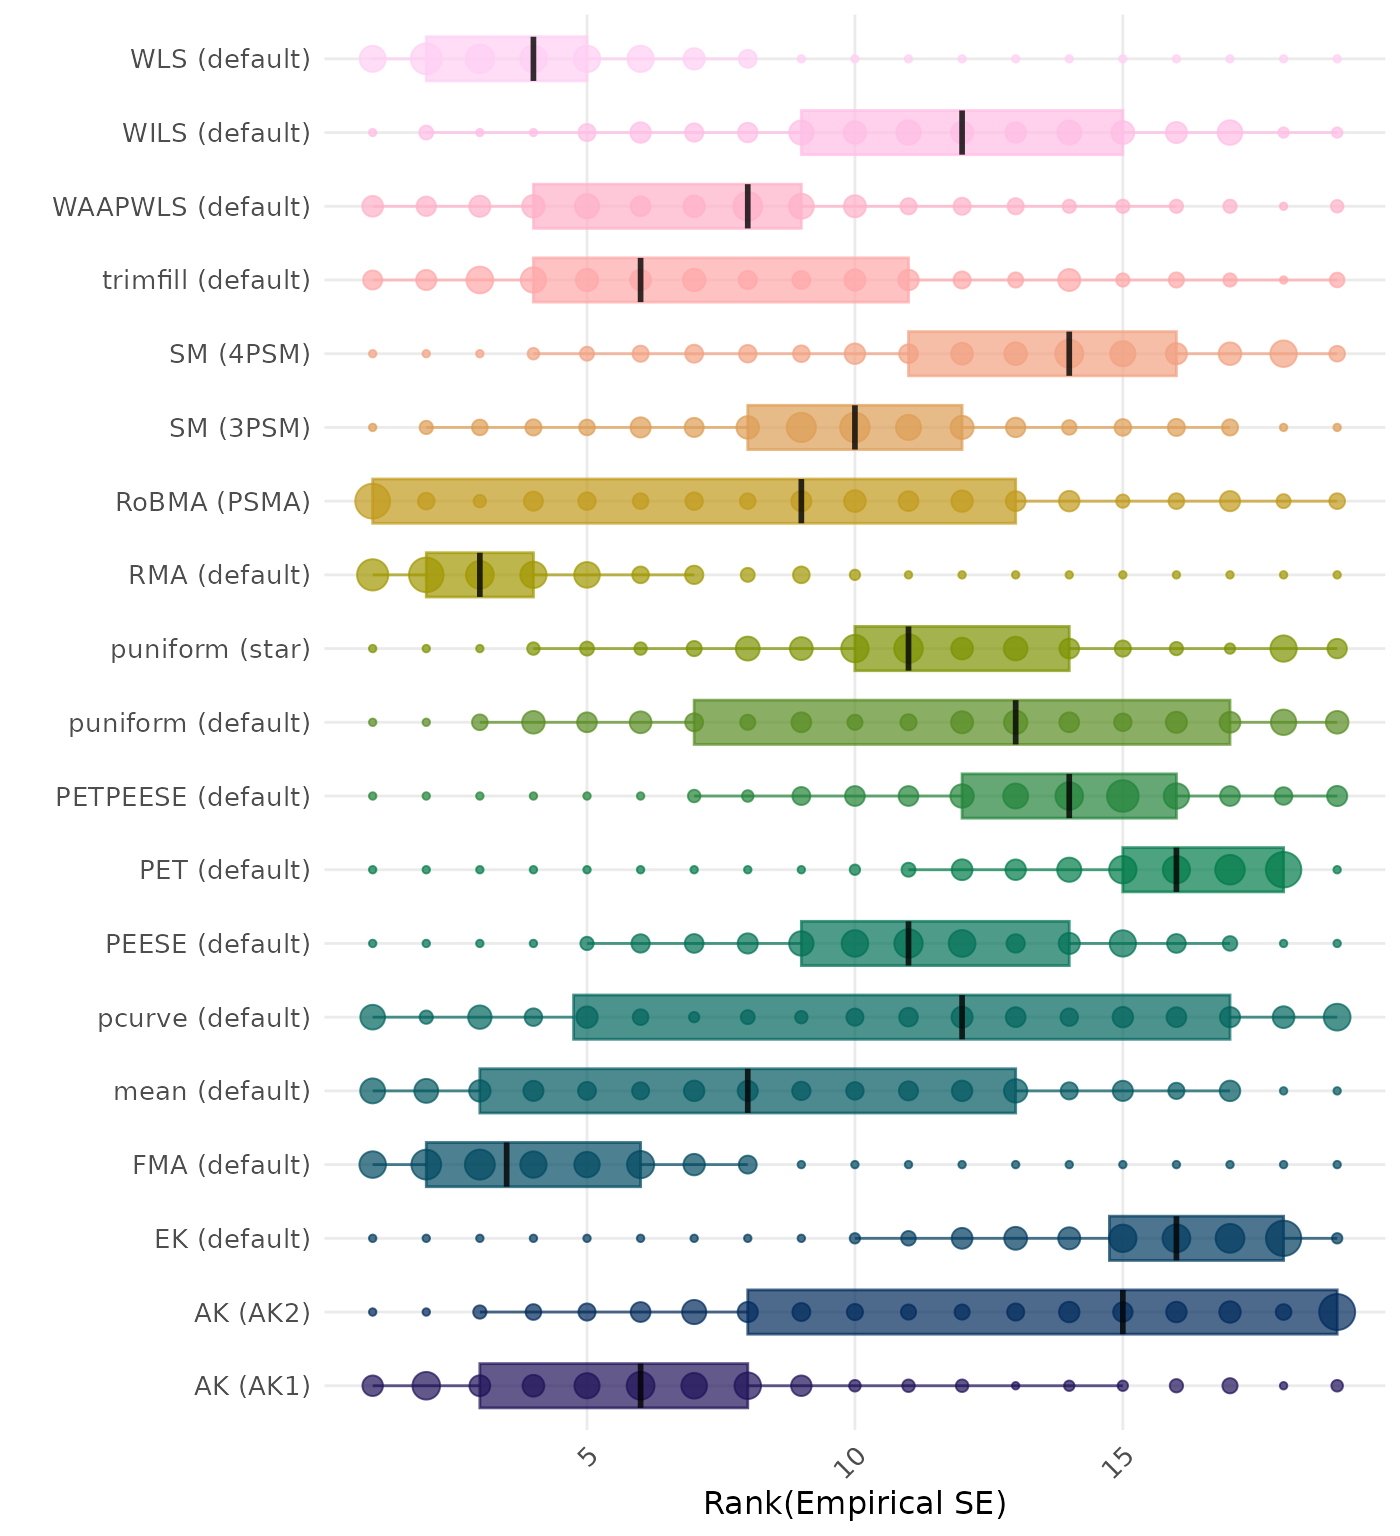 WLS (default)
WILS (default)
WAAPWLS (default)
trimfill (default)
SM (4PSM)
SM (3PSM)
RoBMA (PSMA)
RMA (default)
puniform (star)
puniform (default)
PETPEESE (default)
PET (default)
PEESE (default)
pcurve (default)
mean (default)
FMA (default)
EK (default)
AK (AK2)
AK (AK1)
5 10 15
Rank(Empirical SE)